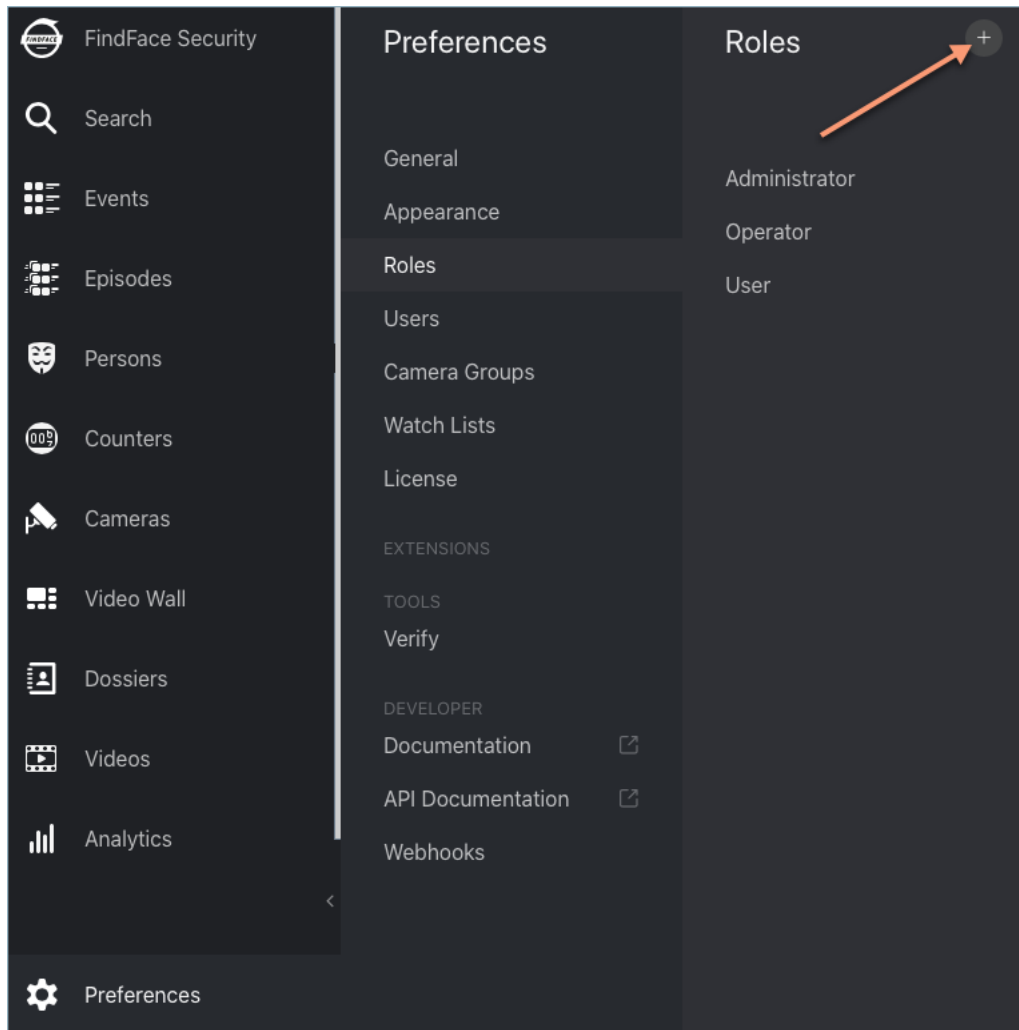 FindFace Security
Search
Events
Episodes
Persons
Counters
Cameras
Video Wall
Dossiers
Videos
Analytics
Preferences
Preferences
General
Appearance
Roles
Users
Camera Groups
Watch Lists
License
EXTENSIONS
TOOLS
Verify
DEVELOPER
Documentation
API Documentation
Webhooks
Roles
Administrator
Operator
User